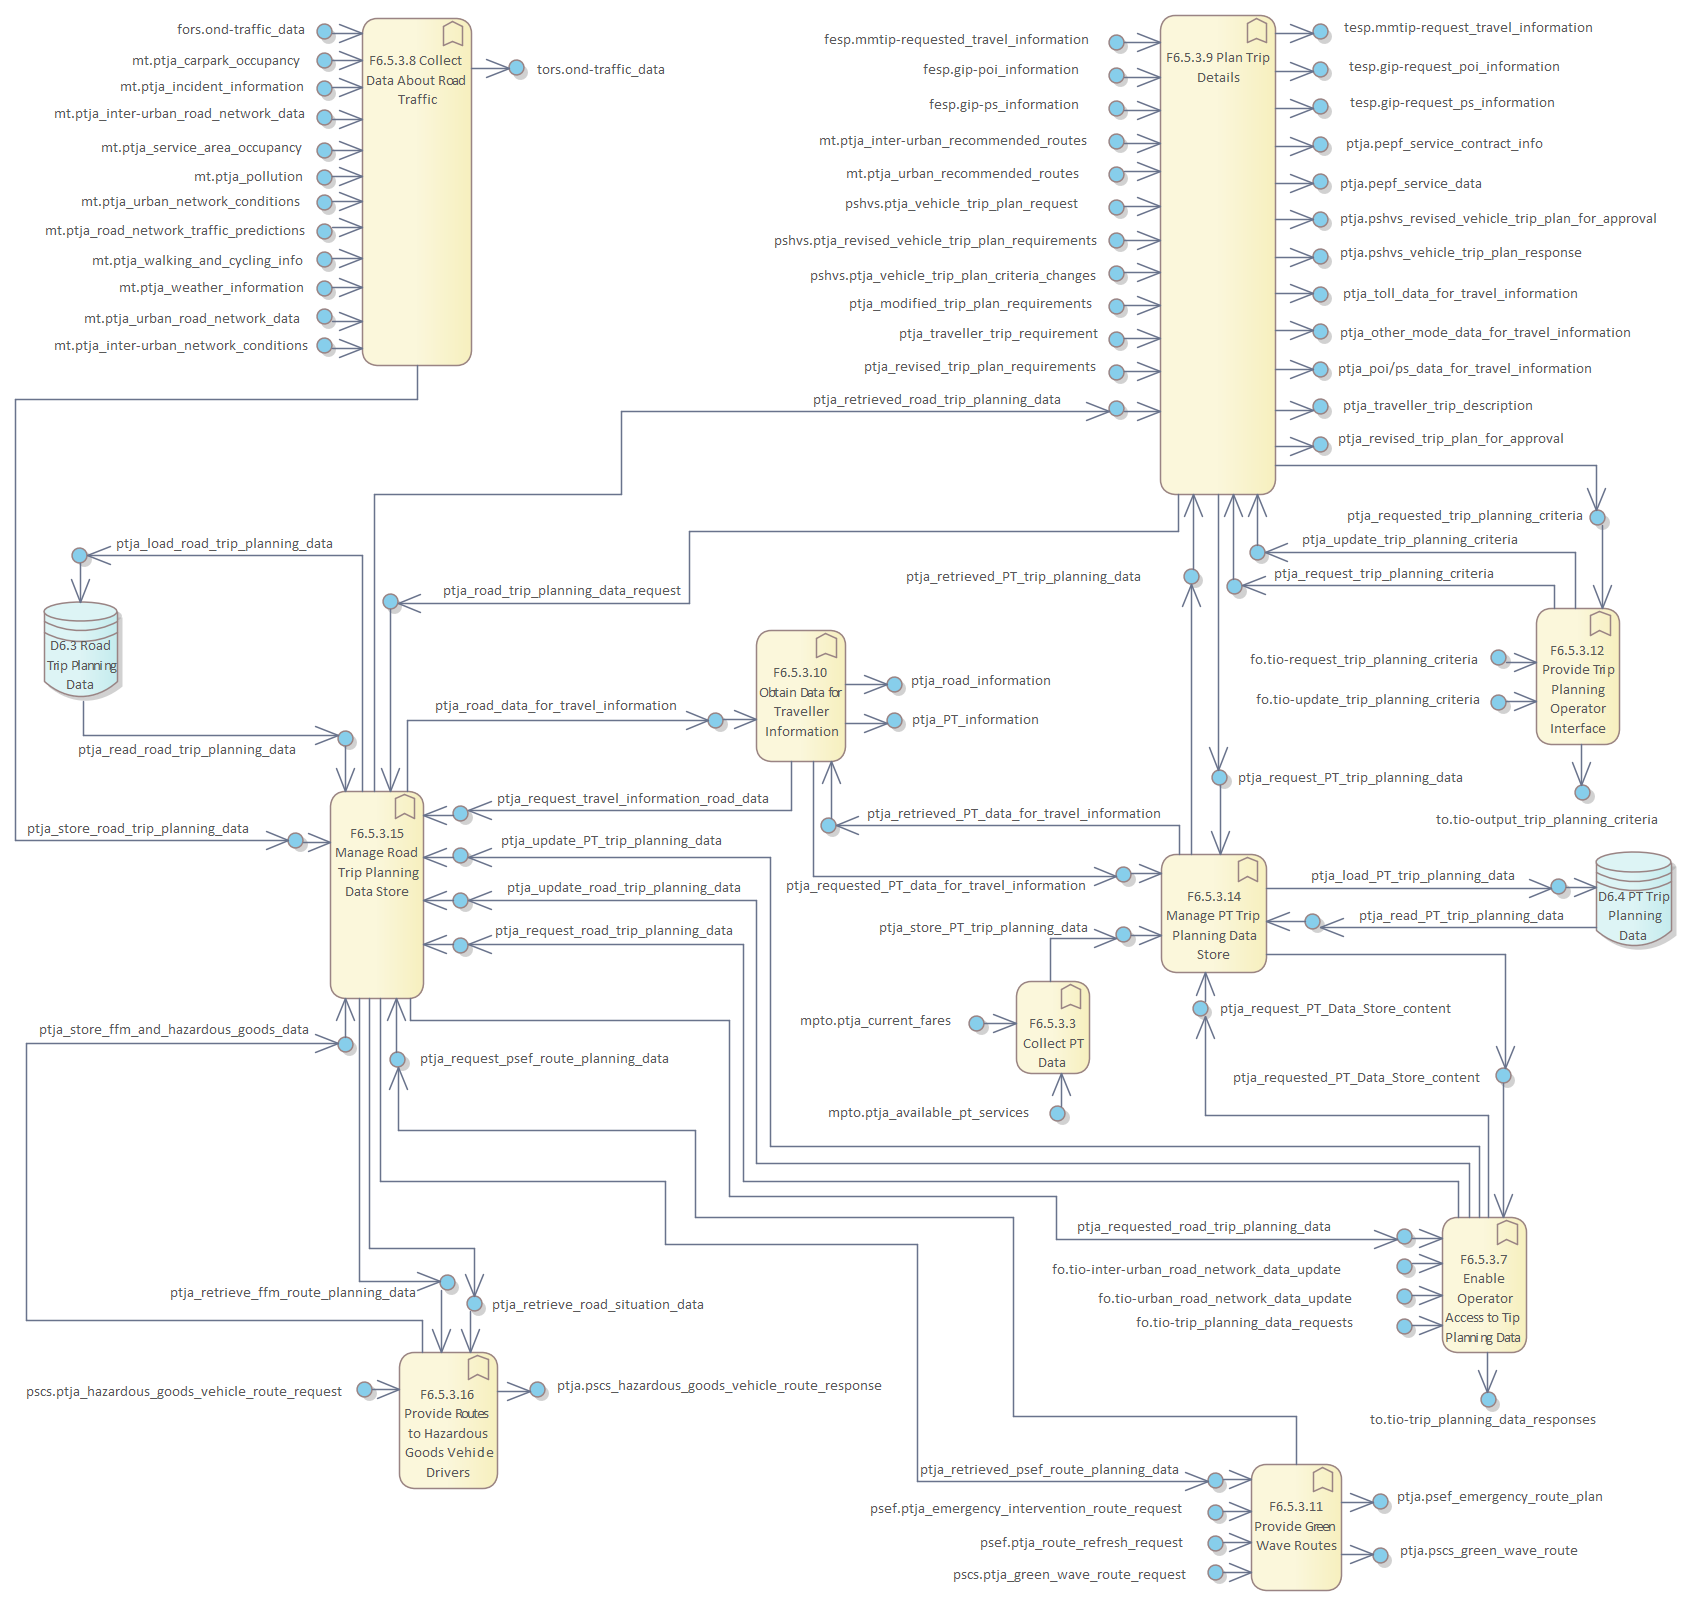 fors.ond-traffic_data
mt.ptja_carpark_occupancy
mt.ptja_incident_information
mt.ptja_inter-urban_road_network_data
mt.ptja_service_area_occupancy
mt.ptja_pollution
mt.ptja_urban_network_conditions
mt.ptja_road_network_traffic_predictions
mt.ptja_walking_and_cycling_info
mt.ptja_weather_information
mt.ptja_urban_road_network_data
mt.ptja_inter-urban_network_conditions
F6.5.3.8 Collect
Data About Road
Traffic
tors.ond-traffic_data
fesp.mmtip-requested_travel_information
fesp.gip-poi_information
fesp.gip-ps_information
mt.ptja_inter-urban_recommended_routes
mt.ptja_urban_recommended_routes
pshvs.ptja_vehicle_trip_plan_request
pshvs.ptja_revised_vehicle_trip_plan_requirements
pshvs.ptja_vehicle_trip_plan_criteria_changes
ptja_modified_trip_plan_requirements
ptja_traveller_trip_requirement
ptja_revised_trip_plan_requirements
ptja_retrieved_road_trip_planning_data
F6.5.3.9 Plan Trip
Details
tesp.mmtip-request_travel_information
tesp.gip-request_poi_information
tesp.gip-request_ps_information
ptja.pepf_service_contract_info
ptja.pepf_service_data
ptja.pshvs_revised_vehicle_trip_plan_for_approval
ptja.pshvs_vehicle_trip_plan_response
ptja_toll_data_for_travel_information
ptja_other_mode_data_for_travel_information
ptja_poi/ps_data_for_travel_information
ptja_traveller_trip_description
ptja_revised_trip_plan_for_approval
ptja_requested_trip_planning_criteria
ptja_update_trip_planning_criteria
ptja_request_trip_planning_criteria
ptja_load_road_trip_planning_data
D6.3 Road
Trip Planning
Data
ptja_read_road_trip_planning_data
ptja_road_trip_planning_data_request
ptja_retrieved_PT_trip_planning_data
F6.5.3.10
Obtain Data for
Traveller
Information
ptja_road_information
ptja_PT_information
ptja_road_data_for_travel_information
fo.tio-request_trip_planning_criteria
fo.tio-update_trip_planning_criteria
F6.5.3.12
Provide Trip
Planning
Operator
Interface
to.tio-output_trip_planning_criteria
ptja_request_PT_trip_planning_data
ptja_request_travel_information_road_data
ptja_retrieved_PT_data_for_travel_information
ptja_store_road_trip_planning_data
F6.5.3.15
Manage Road
Trip Planning
Data Store
ptja_update_PT_trip_planning_data
ptja_update_road_trip_planning_data
ptja_request_road_trip_planning_data
ptja_requested_PT_data_for_travel_information
F6.5.3.14
Manage PT Trip
Planning Data
Store
ptja_load_PT_trip_planning_data
ptja_read_PT_trip_planning_data
D6.4 PT Trip
Planning
Data
ptja_store_PT_trip_planning_data
mpto.ptja_current_fares
F6.5.3.3
Collect PT
Data
mpto.ptja_available_pt_services
ptja_request_PT_Data_Store_content
ptja_requested_PT_Data_Store_content
ptja_store_ffm_and_hazardous_goods_data
ptja_request_psef_route_planning_data
ptja_requested_road_trip_planning_data
fo.tio-inter-urban_road_network_data_update
fo.tio-urban_road_network_data_update
fo.tio-trip_planning_data_requests
F6.5.3.7
Enable
Operator
Access to Tip
Planning Data
to.tio-trip_planning_data_responses
ptja_retrieve_ffm_route_planning_data
ptja_retrieve_road_situation_data
pscs.ptja_hazardous_goods_vehicle_route_request
F6.5.3.16
Provide Routes
to Hazardous
Goods Vehicle
Drivers
ptja.pscs_hazardous_goods_vehicle_route_response
ptja_retrieved_psef_route_planning_data
psef.ptja_emergency_intervention_route_request
psef.ptja_route_refresh_request
pscs.ptja_green_wave_route_request
F6.5.3.11
Provide Green
Wave Routes
ptja.psef_emergency_route_plan
ptja.pscs_green_wave_route